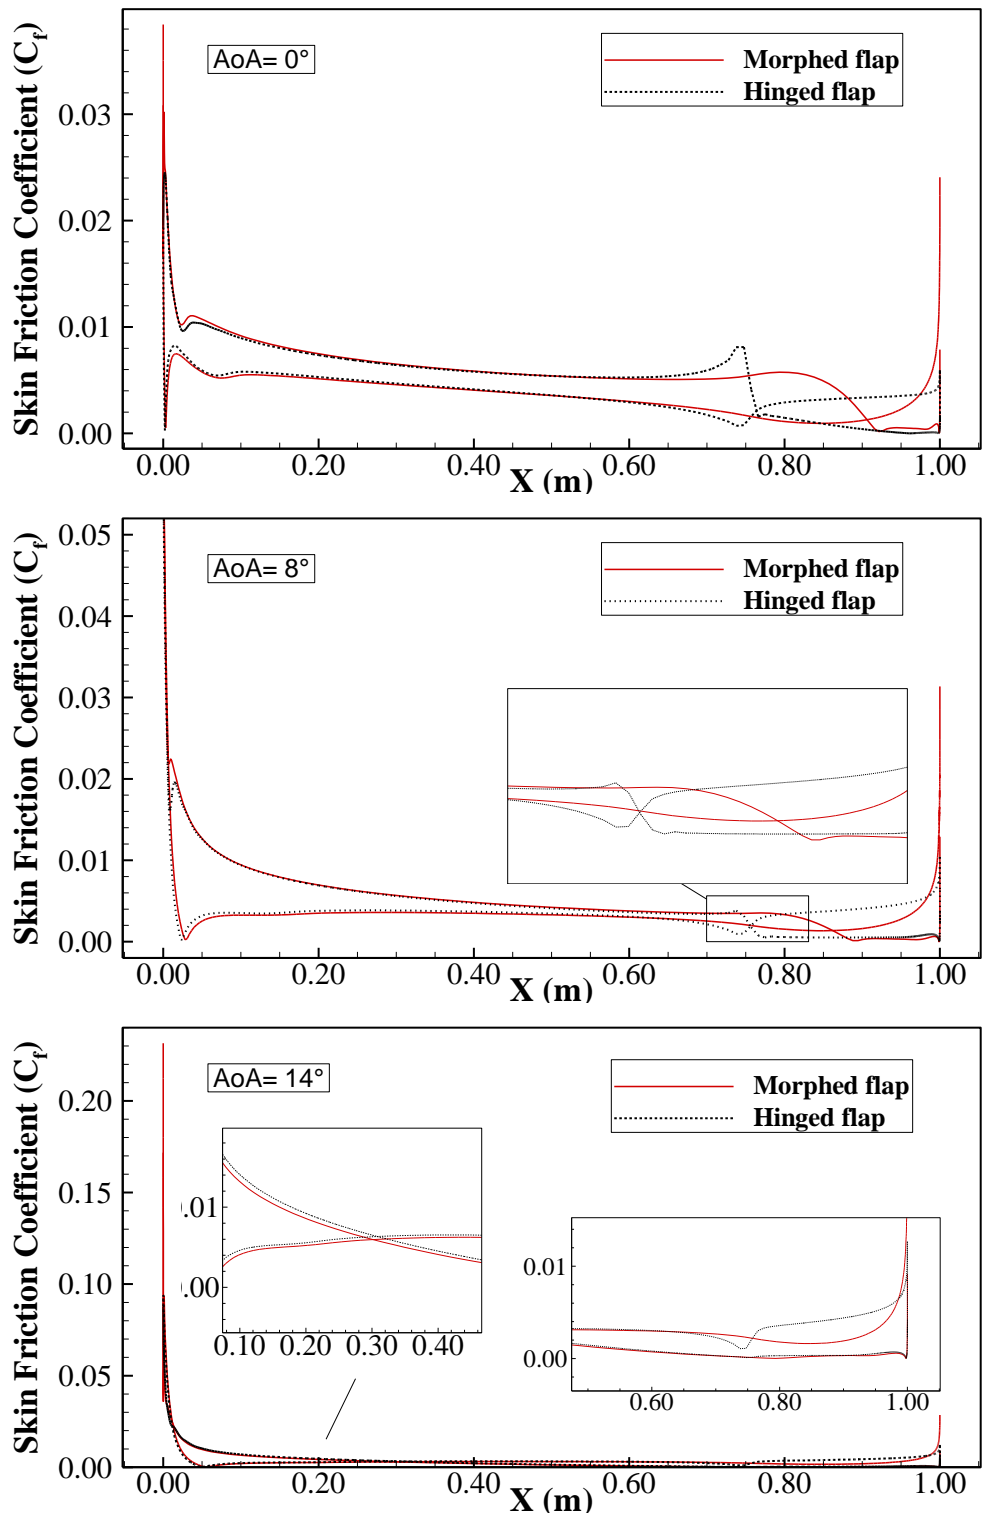 Skin Friction Coefficient (Cf)
AoA= 0°
Morphed flap
Hinged flap
0.03
0.02
0.01
0.00
0.00 0.20 0.40 0.60 0.80 1.00
X (m)
Skin Friction Coefficient (Cf)
AoA= 8°
Morphed flap
Hinged flap
0.05
0.04
0.03
0.02
0.01
0.00
0.00 0.20 0.40 0.60 0.80 1.00
X (m)
Skin Friction Coefficient (Cf)
AoA= 14°
Morphed flap
Hinged flap
0.20
0.15
0.10
0.05
0.00
0.01
0.00
0.10 0.20 0.30 0.40
0.01
0.00
0.60 0.80 1.00
0.00 0.20 0.40 0.60 0.80 1.00
X (m)